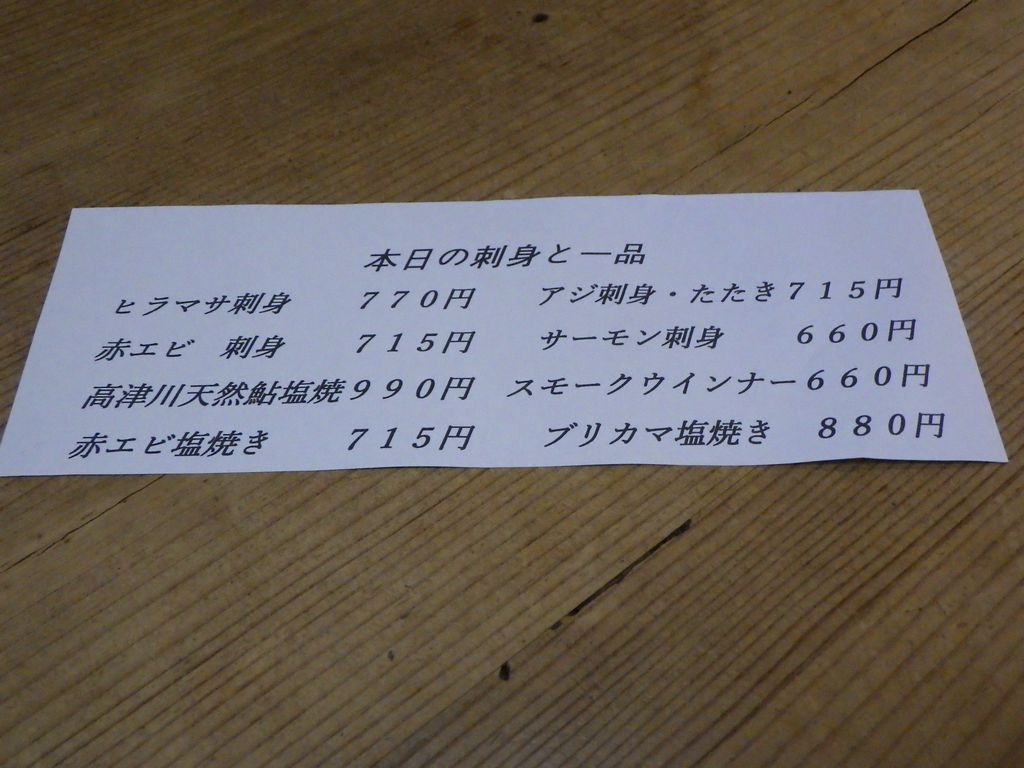 本日の刺身と一品
ヒラマサ刺身　７７０円　アジ刺身・たたき７１５円
赤エビ　刺身　７１５円　サーモン刺身　６６０円
高津川天然鮎塩焼９９０円　スモークウインナー６６０円
赤エビ塩焼き　７１５円　ブリカマ塩焼き　８８０円